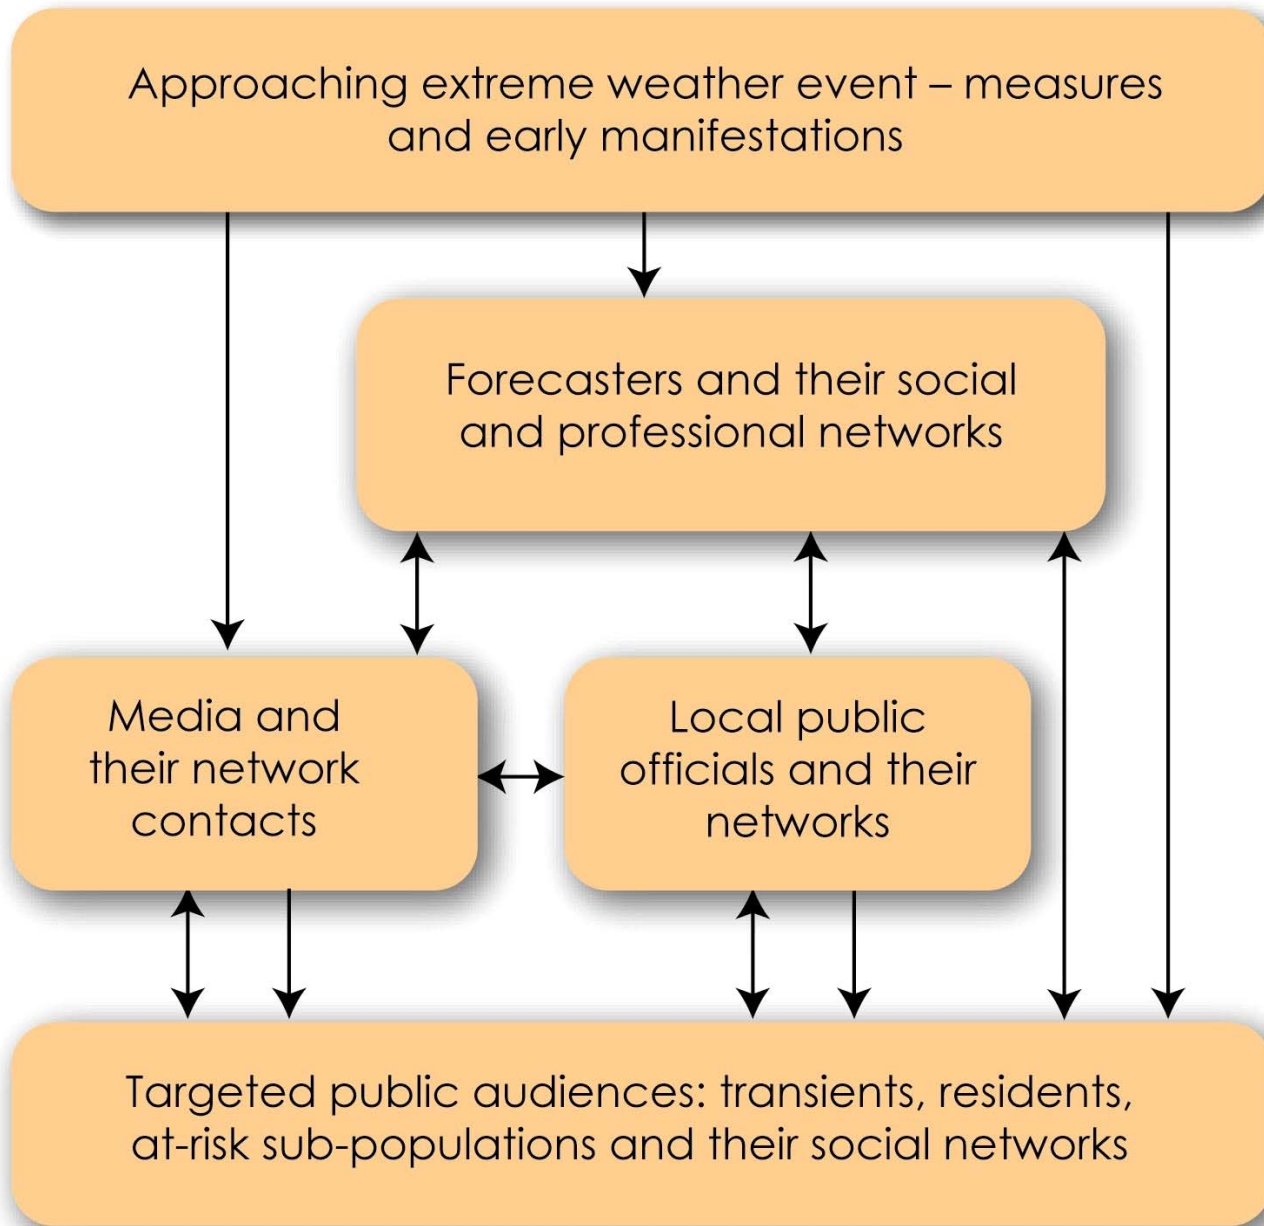 Approaching extreme weather event – measures
and early manifestations
Forecasters and their social
and professional networks
Media and
their network
contacts
Local public
officials and their
networks
Targeted public audiences: transients, residents,
at-risk sub-populations and their social networks